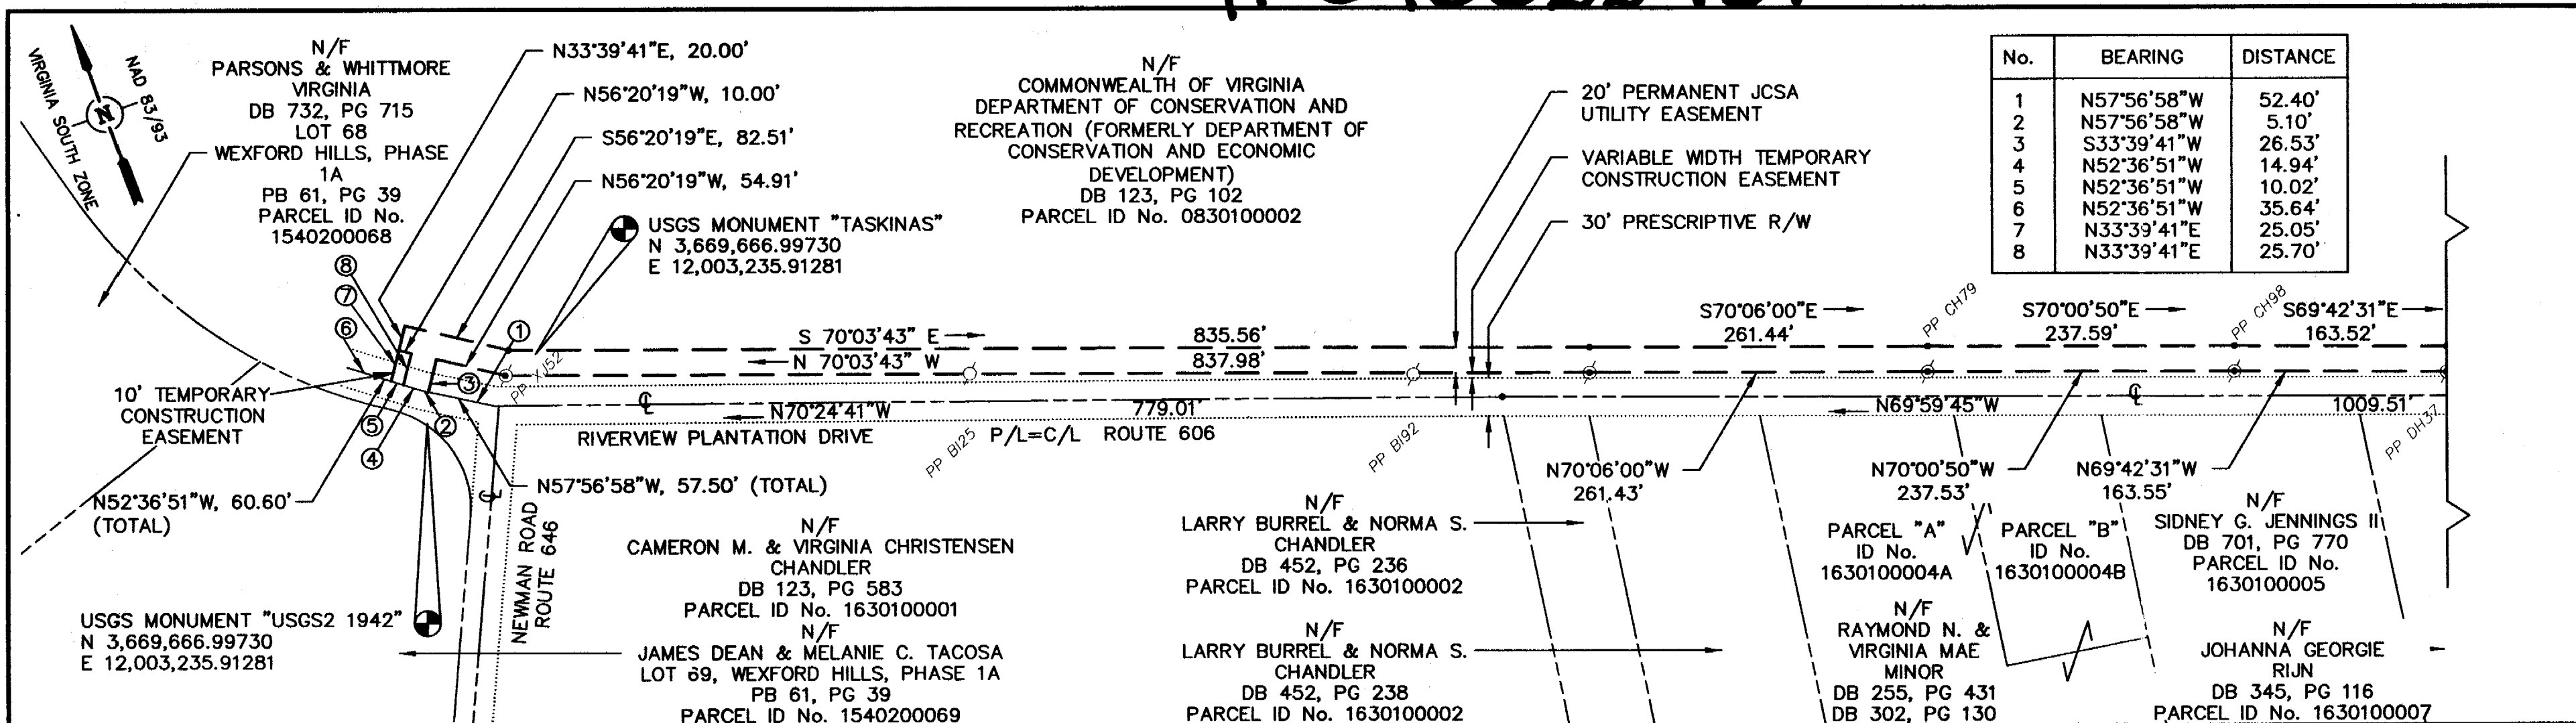 VIRGINIA SOUTH ZONE
NAD 83/93
N
N/F
PARSONS & WHITTMORE
VIRGINIA
DB 732, PG 715
LOT 68
WEXFORD HILLS, PHASE
1A
PB 61, PG 39
PARCEL ID No.
1540200068
N33°39'41"E, 20.00'
N56°20'19"W, 10.00'
S56°20'19"E, 82.51'
N56°20'19"W, 54.91'
USGS MONUMENT "TASKINAS"
N 3,669,666.99730
E 12,003,235.91281
N/F
COMMONWEALTH OF VIRGINIA
DEPARTMENT OF CONSERVATION AND
RECREATION (FORMERLY DEPARTMENT OF
CONSERVATION AND ECONOMIC
DEVELOPMENT)
DB 123, PG 102
PARCEL ID No. 0830100002
20' PERMANENT JCSA
UTILITY EASEMENT
VARIABLE WIDTH TEMPORARY
CONSTRUCTION EASEMENT
30' PRESCRIPTIVE R/W
No. BEARING DISTANCE
1 N57°56'58"W 52.40'
2 N57°56'58"W 5.10'
3 S33°39'41"W 26.53'
4 N52°36'51"W 14.94'
5 N52°36'51"W 10.02'
6 N52°36'51"W 35.64'
7 N33°39'41"E 25.05'
8 N33°39'41"E 25.70'
8
7
6
1
3
5
2
4
10' TEMPORARY
CONSTRUCTION
EASEMENT
PP XJ52
S 70°03'43" E
835.56'
N 70°03'43" W
837.98'
S70°06'00"E
261.44'
PP CH79
S70°00'50"E
237.59'
PP CH98
S69°42'31"E
163.52'
N70°24'41"W
779.01'
N69°59'45"W
1009.51'
RIVERVIEW PLANTATION DRIVE
PP BI25
P/L=C/L ROUTE 606
PP BI92
PP DH37
N52°36'51"W, 60.60'
(TOTAL)
N57°56'58"W, 57.50' (TOTAL)
NEWMAN ROAD
ROUTE 646
N70°06'00"W
261.43'
N70°00'50"W
237.53'
N69°42'31"W
163.55'
N/F
CAMERON M. & VIRGINIA CHRISTENSEN
CHANDLER
DB 123, PG 583
PARCEL ID No. 1630100001
N/F
LARRY BURREL & NORMA S.
CHANDLER
DB 452, PG 236
PARCEL ID No. 1630100002
PARCEL "A"
ID No.
1630100004A
PARCEL "B"
ID No.
1630100004B
N/F
SIDNEY G. JENNINGS II
DB 701, PG 770
PARCEL ID No.
1630100005
USGS MONUMENT "USGS2 1942"
N 3,669,666.99730
E 12,003,235.91281
N/F
JAMES DEAN & MELANIE C. TACOSA
LOT 69, WEXFORD HILLS, PHASE 1A
PB 61, PG 39
PARCEL ID No. 1540200069
N/F
LARRY BURREL & NORMA S.
CHANDLER
DB 452, PG 238
PARCEL ID No. 1630100002
N/F
RAYMOND N. &
VIRGINIA MAE
MINOR
DB 255, PG 431
DB 302, PG 130
N/F
JOHANNA GEORGIE
RIJN
DB 345, PG 116
PARCEL ID No. 1630100007